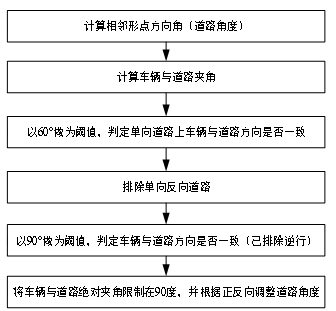 计算相邻形点方向角（道路角度）
计算车辆与道路夹角
以60°做为阈值，判定单向道路上车辆与道路方向是否一致
排除单向反向道路
以90°做为阈值，判定车辆与道路方向是否一致（已排除逆行）
将车辆与道路绝对夹角限制在90度，并根据正反向调整道路角度